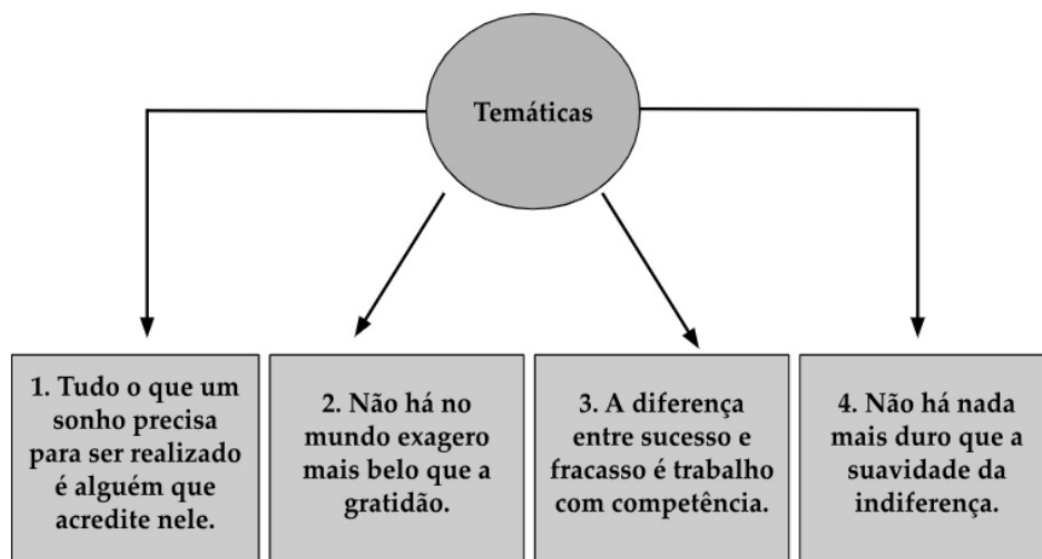 Temáticas
1. Tudo o que um
sonho precisa
para ser realizado
é alguém que
acredite nele.
2. Não há no
mundo exagero
mais belo que a
gratidão.
3. A diferença
entre sucesso e
fracasso é trabalho
com competência.
4. Não há nada
mais duro que a
suavidade da
indiferença.